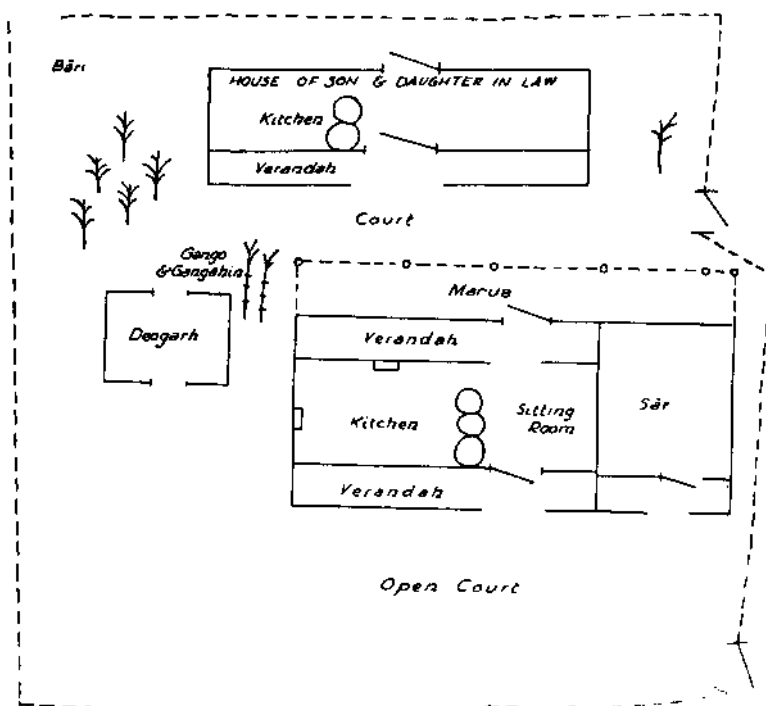 Bāri
HOUSE OF SON & DAUGHTER IN LAW
Kitchen
Verandah
Court
Gango
& Gangahin
Marua
Deogarh
Verandah
Kitchen
Sitting
Room
Sār
Verandah
Open Court